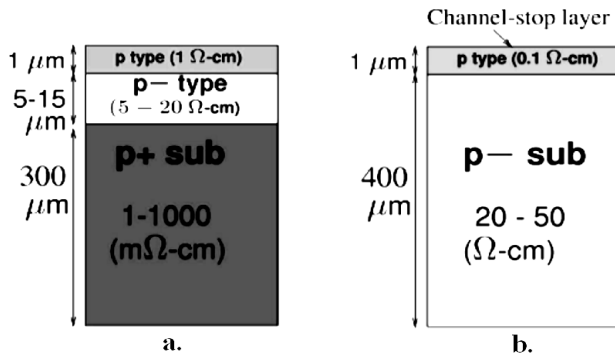 1 μm
p type (1 Ω-cm)
5-15
μm
p− type
(5 − 20 Ω-cm)
300
μm
p+ sub
1-1000
(mΩ-cm)
a.
Channel-stop layer
1 μm
p type (0.1 Ω-cm)
400
μm
p− sub
20 - 50
(Ω-cm)
b.